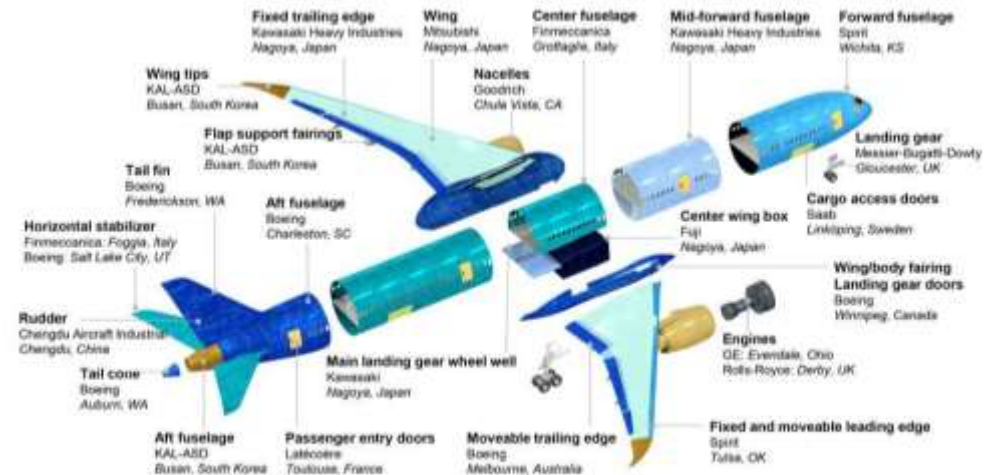 Fixed trailing edge
Kawasaki Heavy Industries
Nagoya, Japan
Wing
Mitsubishi
Nagoya, Japan
Center fuselage
Finmeccanica
Grottaglie, Italy
Mid-forward fuselage
Kawasaki Heavy Industries
Nagoya, Japan
Forward fuselage
Spirit
Wichita, KS
Wing tips
KAL-ASD
Busan, South Korea
Nacelles
Goodrich
Chula Vista, CA
Flap support fairings
KAL-ASD
Busan, South Korea
Landing gear
Messier-Bugatti-Dowty
Gloucester, UK
Tail fin
Boeing
Frederickson, WA
Aft fuselage
Boeing
Charleston, SC
Cargo access doors
Saab
Linköping, Sweden
Center wing box
Fuji
Nagoya, Japan
Horizontal stabilizer
Finmeccanica: Foggia, Italy
Boeing: Salt Lake City, UT
Wing/body fairing
Landing gear doors
Boeing
Winnipeg, Canada
Rudder
Chengdu Aircraft Industrial
Chengdu, China
Engines
GE: Evendale, Ohio
Rolls-Royce: Derby, UK
Main landing gear wheel well
Kawasaki
Nagoya, Japan
Tail cone
Boeing
Auburn, WA
Aft fuselage
KAL-ASD
Busan, South Korea
Passenger entry doors
Latécoère
Toulouse, France
Moveable trailing edge
Boeing
Melbourne, Australia
Fixed and moveable leading edge
Spirit
Tulsa, OK